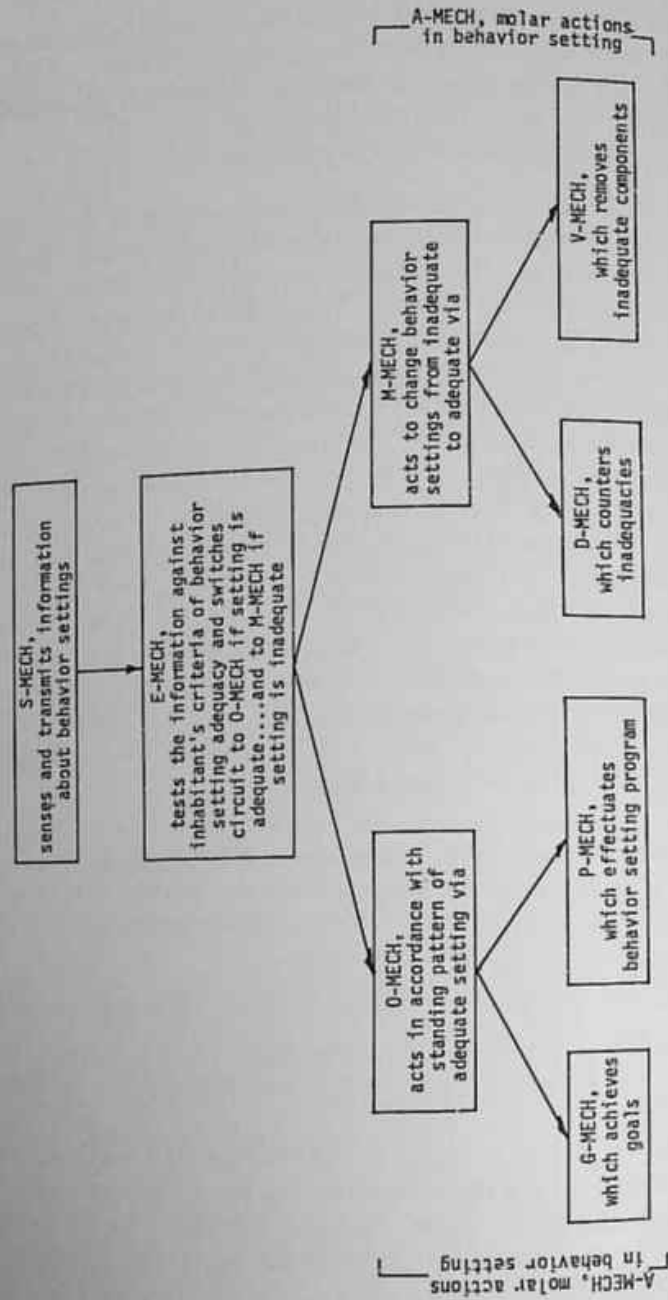 S-MECH,
senses and transmits information
about behavior settings
E-MECH,
tests the information against
inhabitant's criteria of behavior
setting adequacy and switches
circuit to O-MECH if setting is
adequate....and to M-MECH if
setting is inadequate
O-MECH,
acts in accordance with
standing pattern of
adequate setting via
M-MECH,
acts to change behavior
settings from inadequate
to adequate via
G-MECH,
which achieves
goals
P-MECH,
which effectuates
behavior setting program
D-MECH,
which counters
inadequacies
V-MECH,
which removes
inadequate components
A-MECH, molar actions
in behavior setting
A-MECH, molar actions
in behavior setting